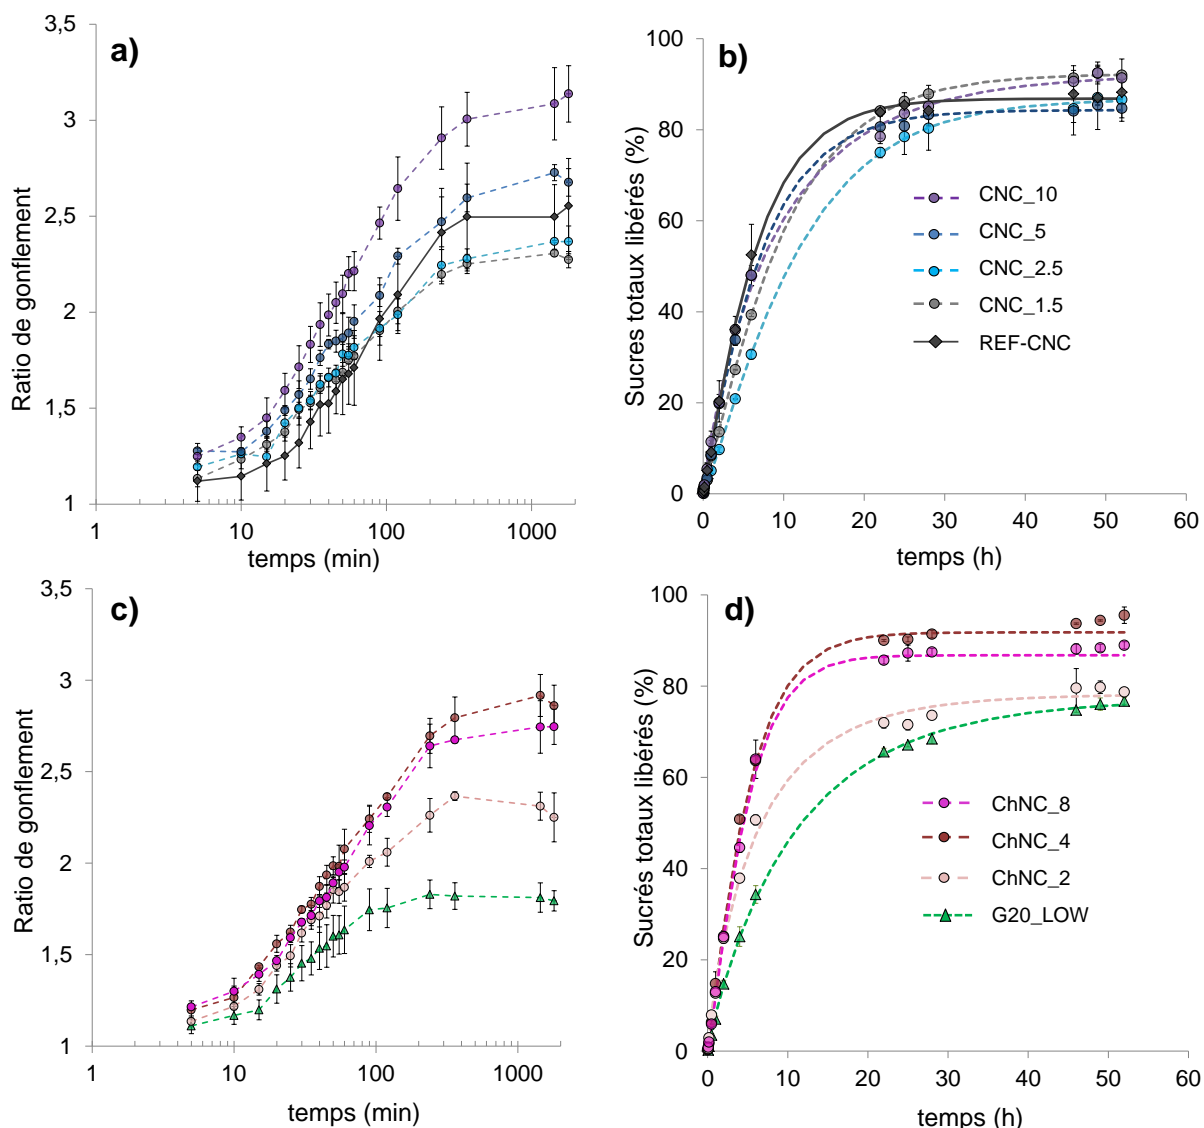 a)
3,5
3
2.5
2
1.5
1
Ratio de gonflement
1
10
100
1000
temps (min)
b)
100
80
60
40
20
0
Sucres totaux libérés (%)
CNC_10
CNC_5
CNC_2.5
CNC_1.5
REF-CNC
0
10
20
30
40
50
60
temps (h)
c)
3,5
3
2.5
2
1.5
1
Ratio de gonflement
1
10
100
1000
temps (min)
d)
100
80
60
40
20
0
Sucrés totaux libérés (%)
ChNC_8
ChNC_4
ChNC_2
G20_LOW
0
10
20
30
40
50
60
temps (h)